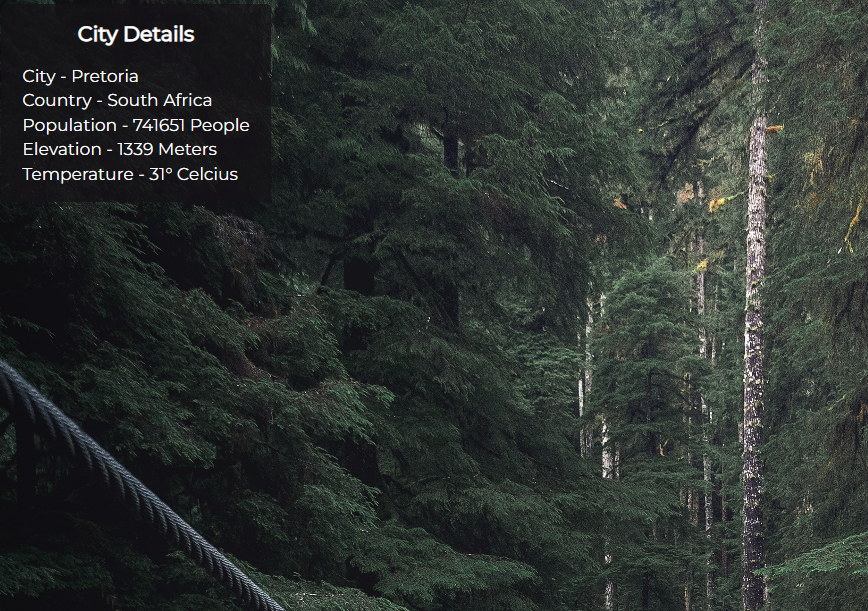 City Details
City - Pretoria
Country - South Africa
Population - 741651 People
Elevation - 1339 Meters
Temperature - 31° Celcius